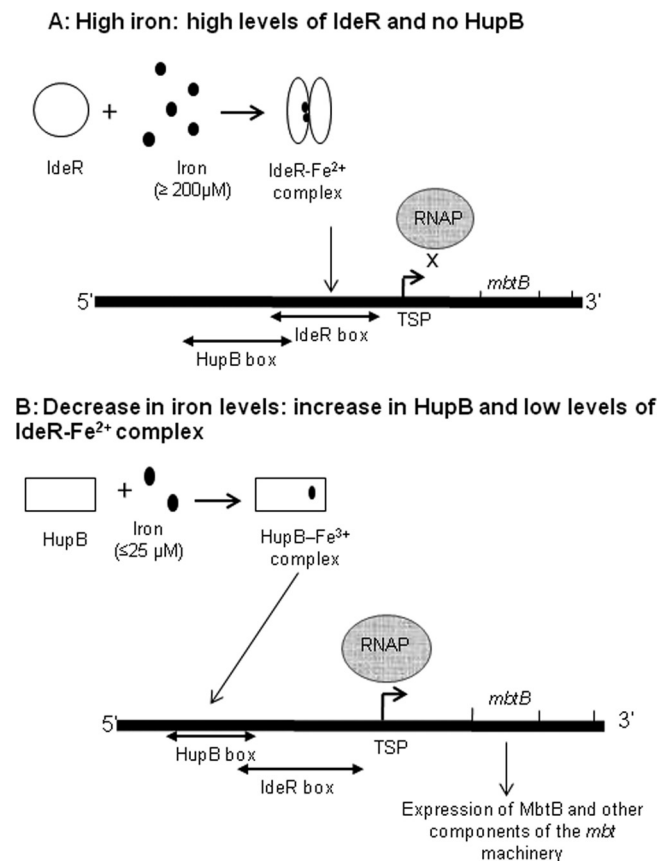 A: High iron: high levels of IdeR and no HupB
+
IdeR
Iron
(≥ 200µM)
IdeR-Fe²⁺
complex
RNAP
X
mbtB
5'
3'
TSP
IdeR box
HupB box
B: Decrease in iron levels: increase in HupB and low levels of
IdeR-Fe²⁺ complex
+
HupB
Iron
(≤25 µM)
HupB–Fe³⁺
complex
RNAP
mbtB
5'
3'
HupB box
TSP
IdeR box
Expression of MbtB and other
components of the mbt
machinery